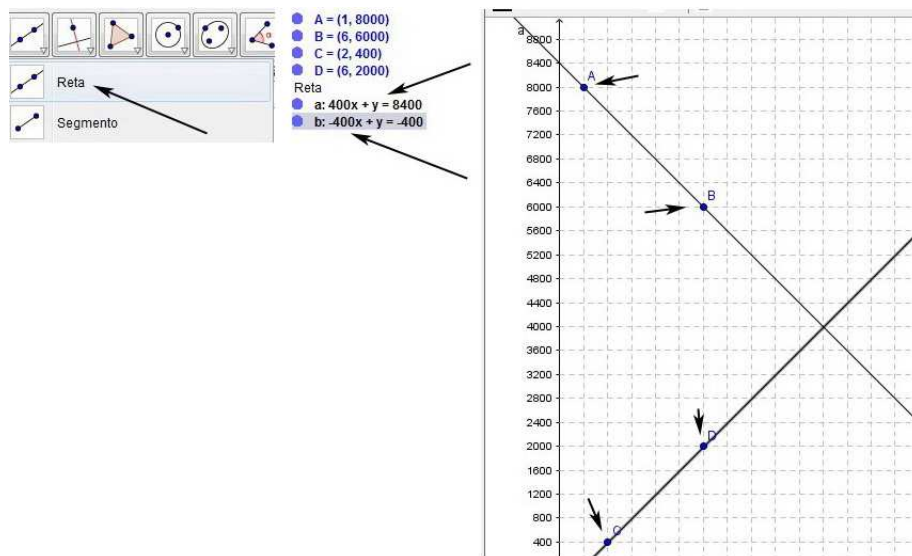 Reta
Segmento
A = (1, 8000)
B = (6, 6000)
C = (2, 400)
D = (6, 2000)
Reta
a: 400x + y = 8400
b: -400x + y = -400
a
8800
8400
8000
7600
7200
6800
6400
6000
5600
5200
4800
4400
4000
3600
3200
2800
2400
2000
1600
1200
800
400
A
B
D
C